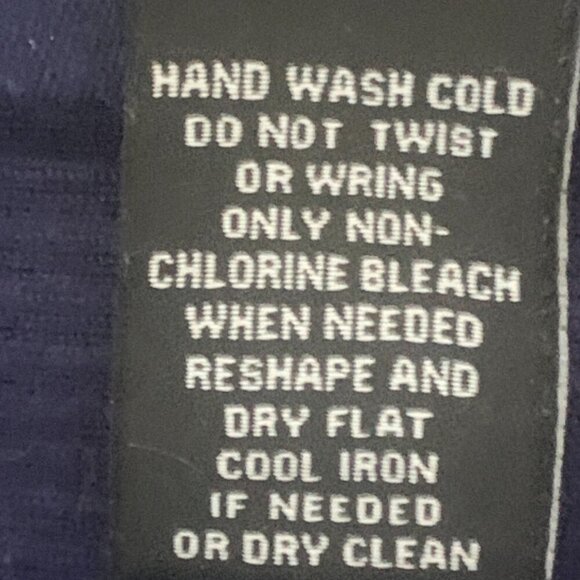 HAND WASH COLD
DO NOT TWIST
OR WRING
ONLY NON-
CHLORINE BLEACH
WHEN NEEDED
RESHAPE AND
DRY FLAT
COOL IRON
IF NEEDED
OR DRY CLEAN